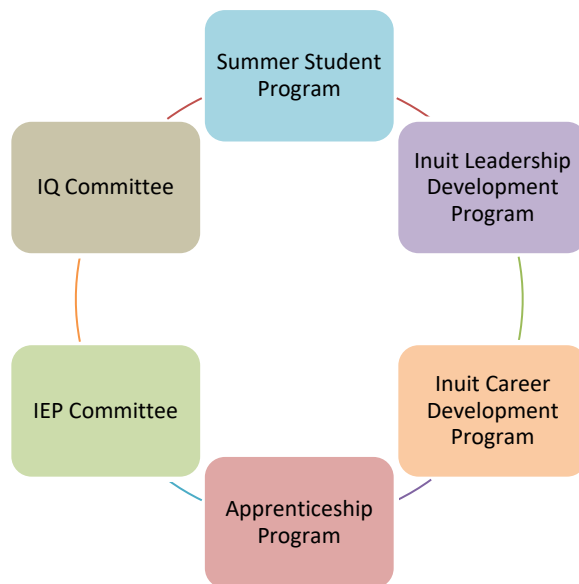 Summer Student
Program
Inuit Leadership
Development
Program
Inuit Career
Development
Program
Apprenticeship
Program
IEP Committee
IQ Committee